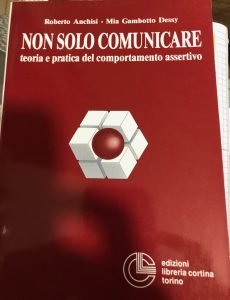 Roberto Anchisi - Mia Gambotto Dessy
NON SOLO COMUNICARE
teoria e pratica del comportamento assertivo
edizioni
libreria cortina
torino